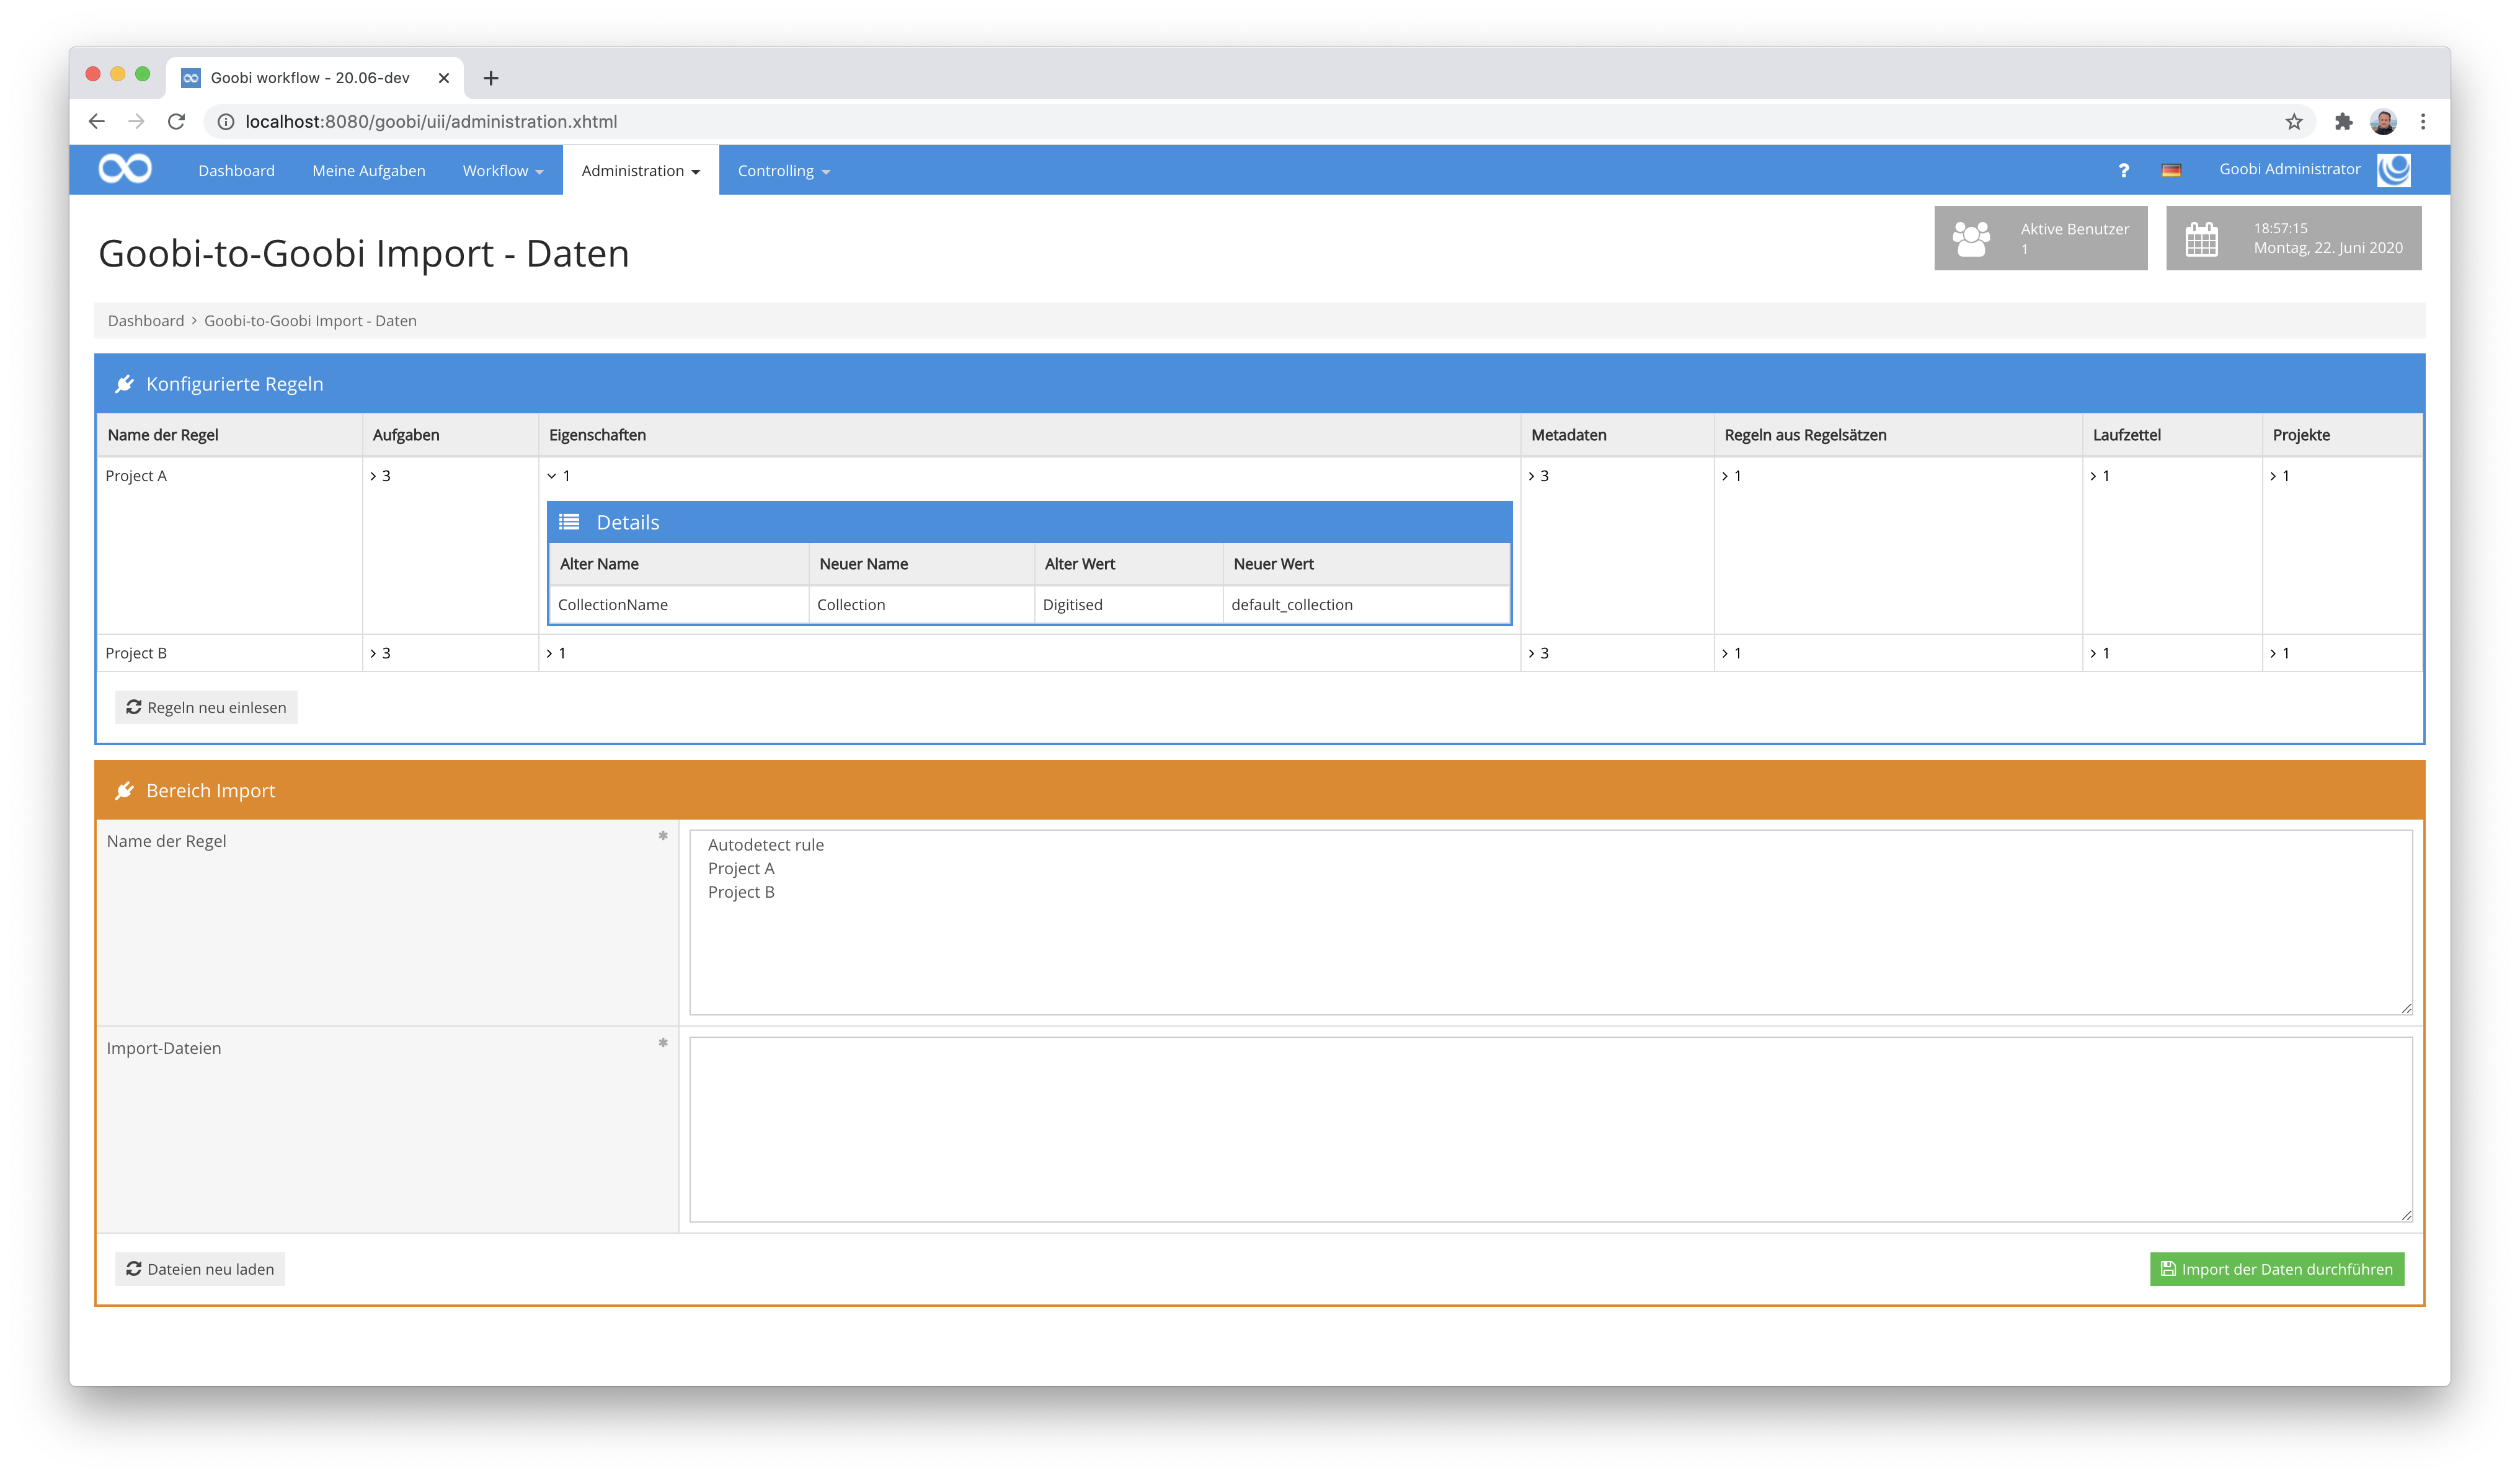 Goobi workflow - 20.06-dev
localhost:8080/goobi/uii/administration.xhtml
Dashboard Meine Aufgaben Workflow Administration Controlling ? Goobi Administrator
Goobi-to-Goobi Import - Daten
Aktive Benutzer
1
18:57:15
Montag, 22. Juni 2020
Dashboard > Goobi-to-Goobi Import - Daten
Konfigurierte Regeln
Name der Regel Aufgaben Eigenschaften Metadaten Regeln aus Regelsätzen Laufzettel Projekte
Project A 3 1 3 1 1 1
Details
Alter Name Neuer Name Alter Wert Neuer Wert
CollectionName Collection Digitised default_collection
Project B 3 1 3 1 1 1
Regeln neu einlesen
Bereich Import
Name der Regel *
Autodetect rule
Project A
Project B
Import-Dateien *
Dateien neu laden
Import der Daten durchführen